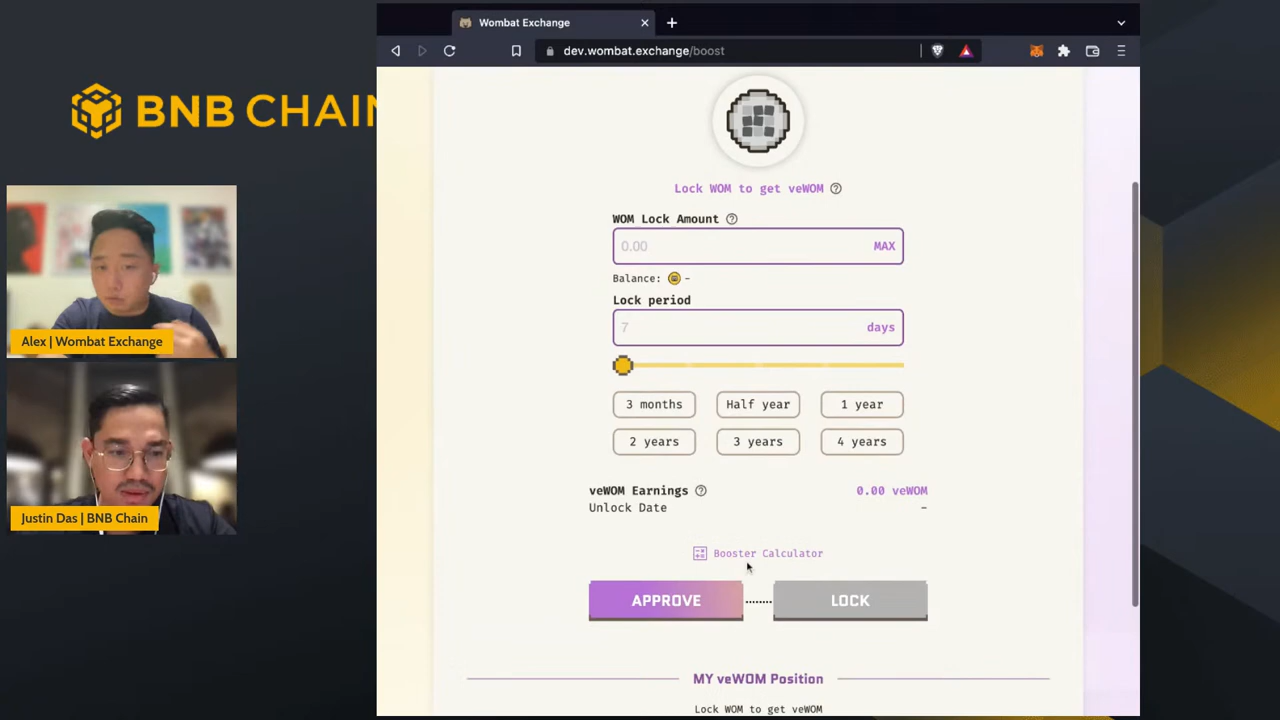 Wombat Exchange
dev.wombat.exchange/boost
BNB CHAIN
Lock WOM to get veWOM
WOM Lock Amount
0.00 MAX
Balance: -
Lock period
7 days
3 months Half year 1 year
2 years 3 years 4 years
veWOM Earnings 0.00 veWOM
Unlock Date -
Booster Calculator
APPROVE LOCK
MY veWOM Position
Lock WOM to get veWOM
Alex | Wombat Exchange
Justin Das | BNB Chain